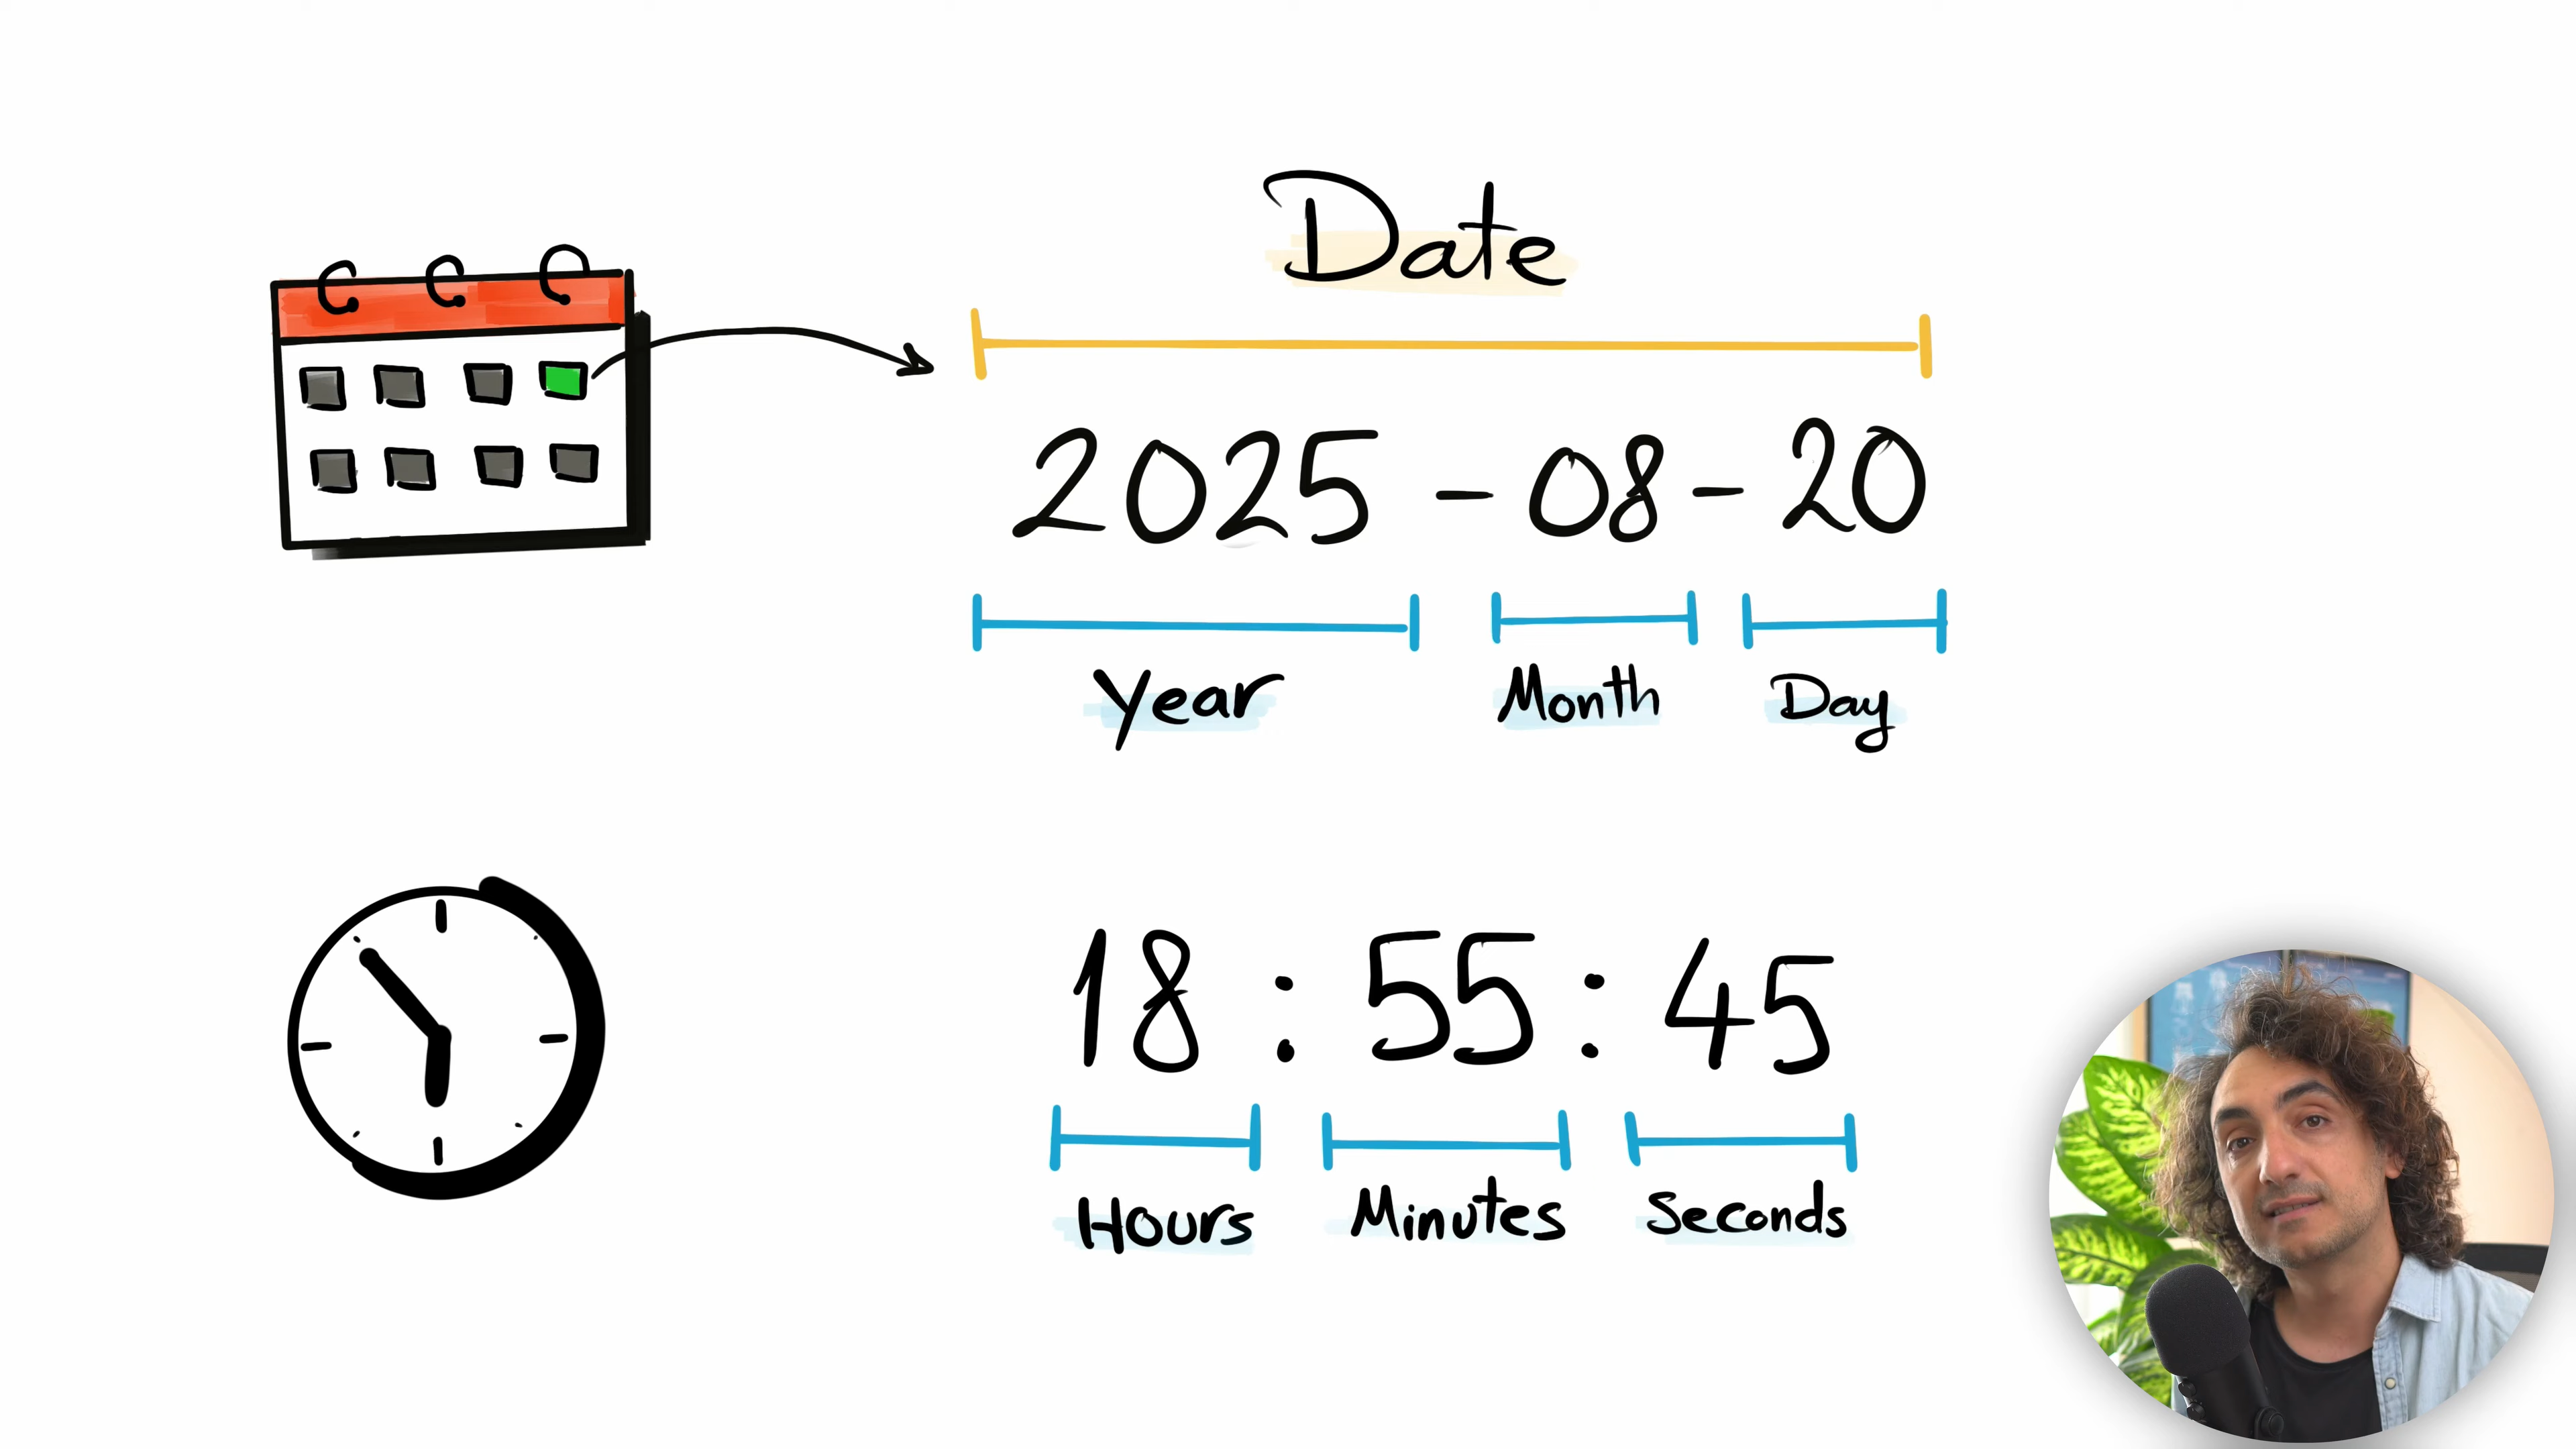 Date
2025 - 08 - 20
Year Month Day
18 : 55 : 45
Hours Minutes Seconds